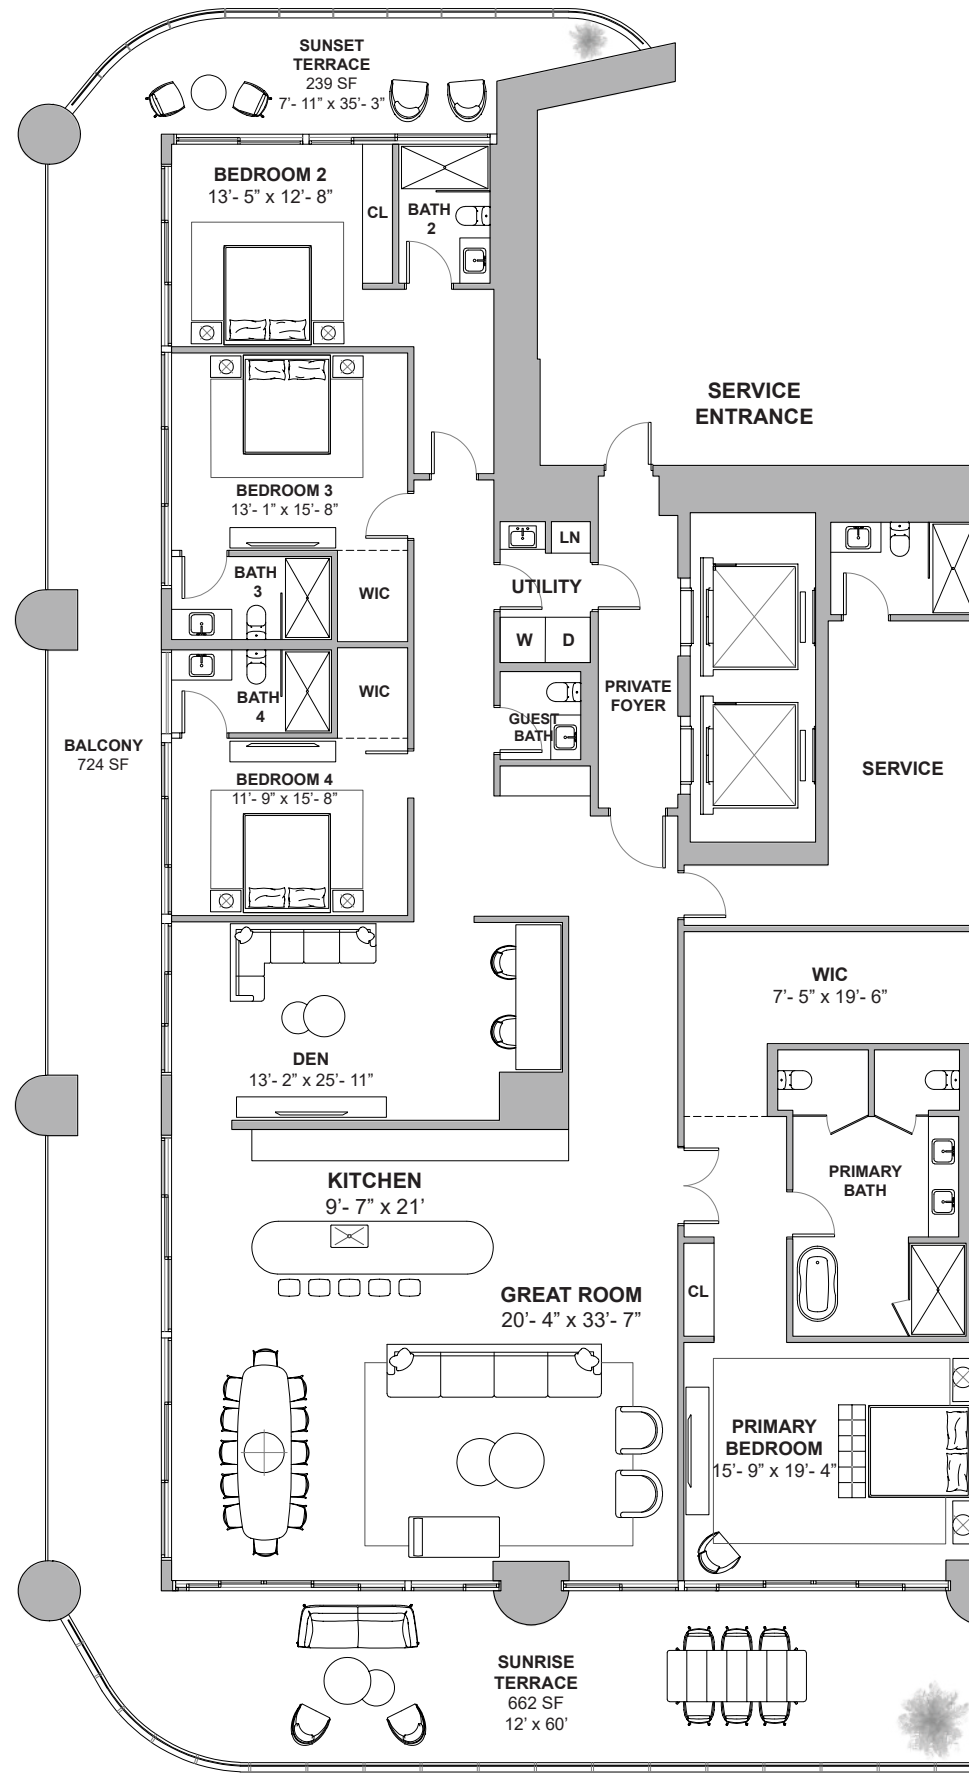 SUNSET
TERRACE
239 SF
7’- 11” x 35’- 3”
BEDROOM 2
13’- 5” x 12’- 8”
CL
BATH
2
SERVICE
ENTRANCE
BEDROOM 3
13’- 1” x 15’- 8”
LN
BATH
3
WIC
UTILITY
W
D
BATH
4
WIC
PRIVATE
FOYER
GUEST
BATH
BALCONY
724 SF
SERVICE
BEDROOM 4
11’- 9” x 15’- 8”
WIC
7’- 5” x 19’- 6”
DEN
13’- 2” x 25’- 11”
KITCHEN
9’- 7” x 21’
PRIMARY
BATH
GREAT ROOM
20’- 4” x 33’- 7”
CL
PRIMARY
BEDROOM
15’- 9” x 19’- 4”
SUNRISE
TERRACE
662 SF
12’ x 60’